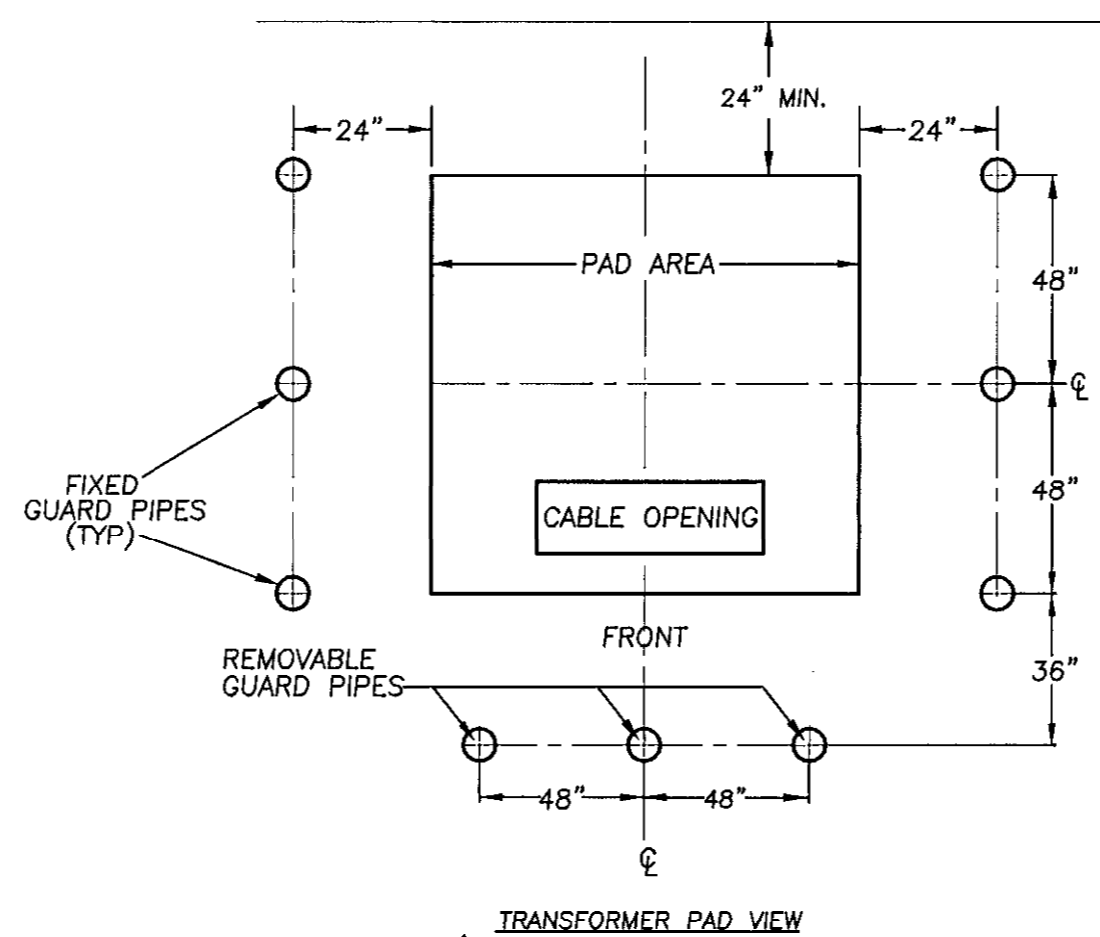 24" MIN.
24"
24"
PAD AREA
48"
℄
48"
FIXED
GUARD PIPES
(TYP)
CABLE OPENING
FRONT
36"
REMOVABLE
GUARD PIPES
48"
48"
℄
TRANSFORMER PAD VIEW